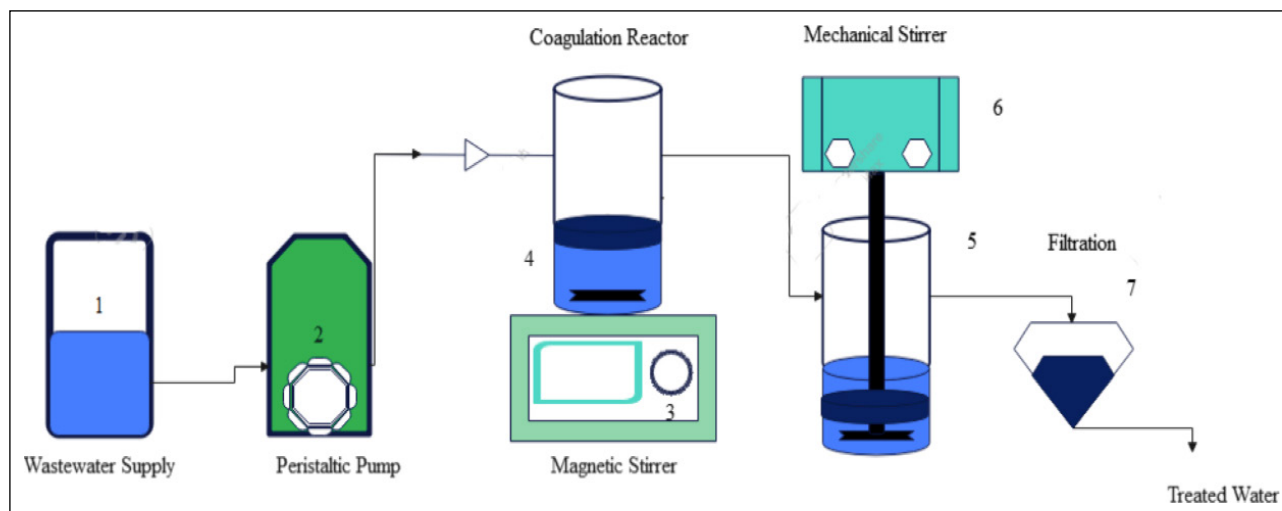 Coagulation Reactor
Mechanical Stirrer
6
5
Filtration
4
7
1
2
3
Wastewater Supply
Peristaltic Pump
Magnetic Stirrer
Treated Water